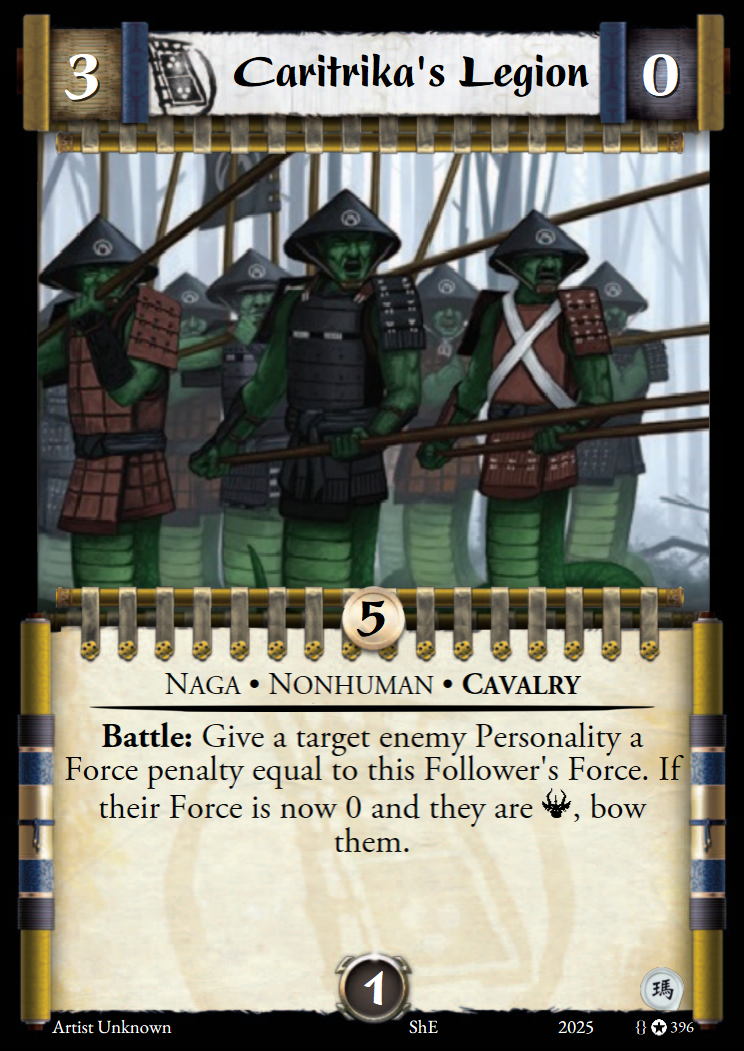 3
Caritrika's Legion
0
5
Naga • Nonhuman • Cavalry
Battle: Give a target enemy Personality a
Force penalty equal to this Follower's Force. If
their Force is now 0 and they are , bow
them.
1
瑪
Artist Unknown ShE 2025 {} 396